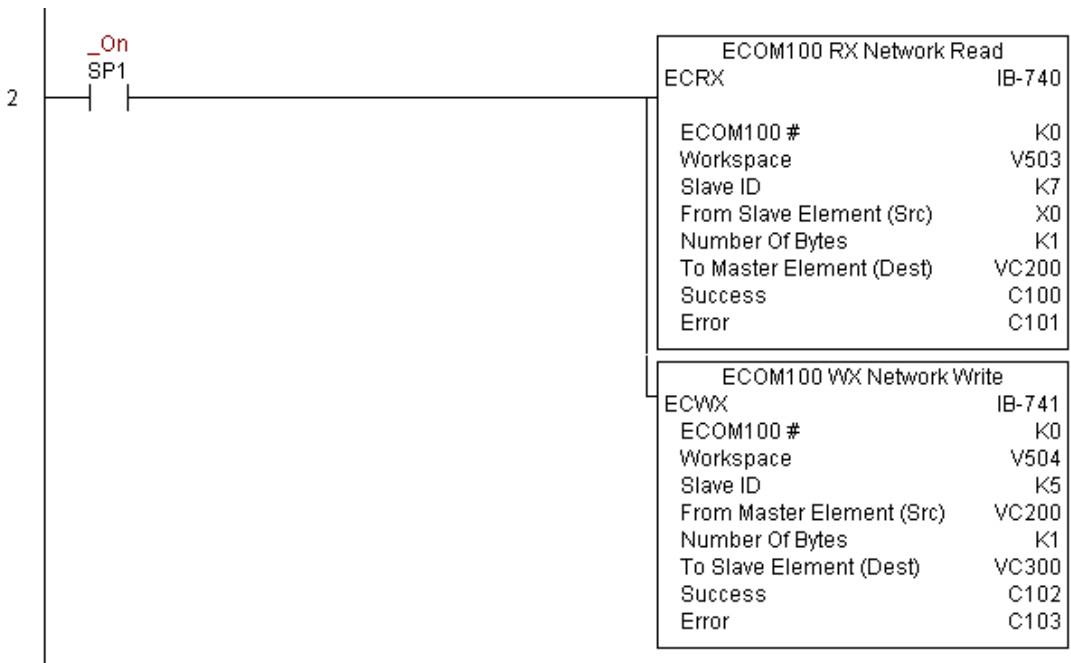 _On
SP1
2
ECOM100 RX Network Read
ECRX IB-740
ECOM100 # K0
Workspace V503
Slave ID K7
From Slave Element (Src) X0
Number Of Bytes K1
To Master Element (Dest) VC200
Success C100
Error C101
ECOM100 WX Network Write
ECWX IB-741
ECOM100 # K0
Workspace V504
Slave ID K5
From Master Element (Src) VC200
Number Of Bytes K1
To Slave Element (Dest) VC300
Success C102
Error C103